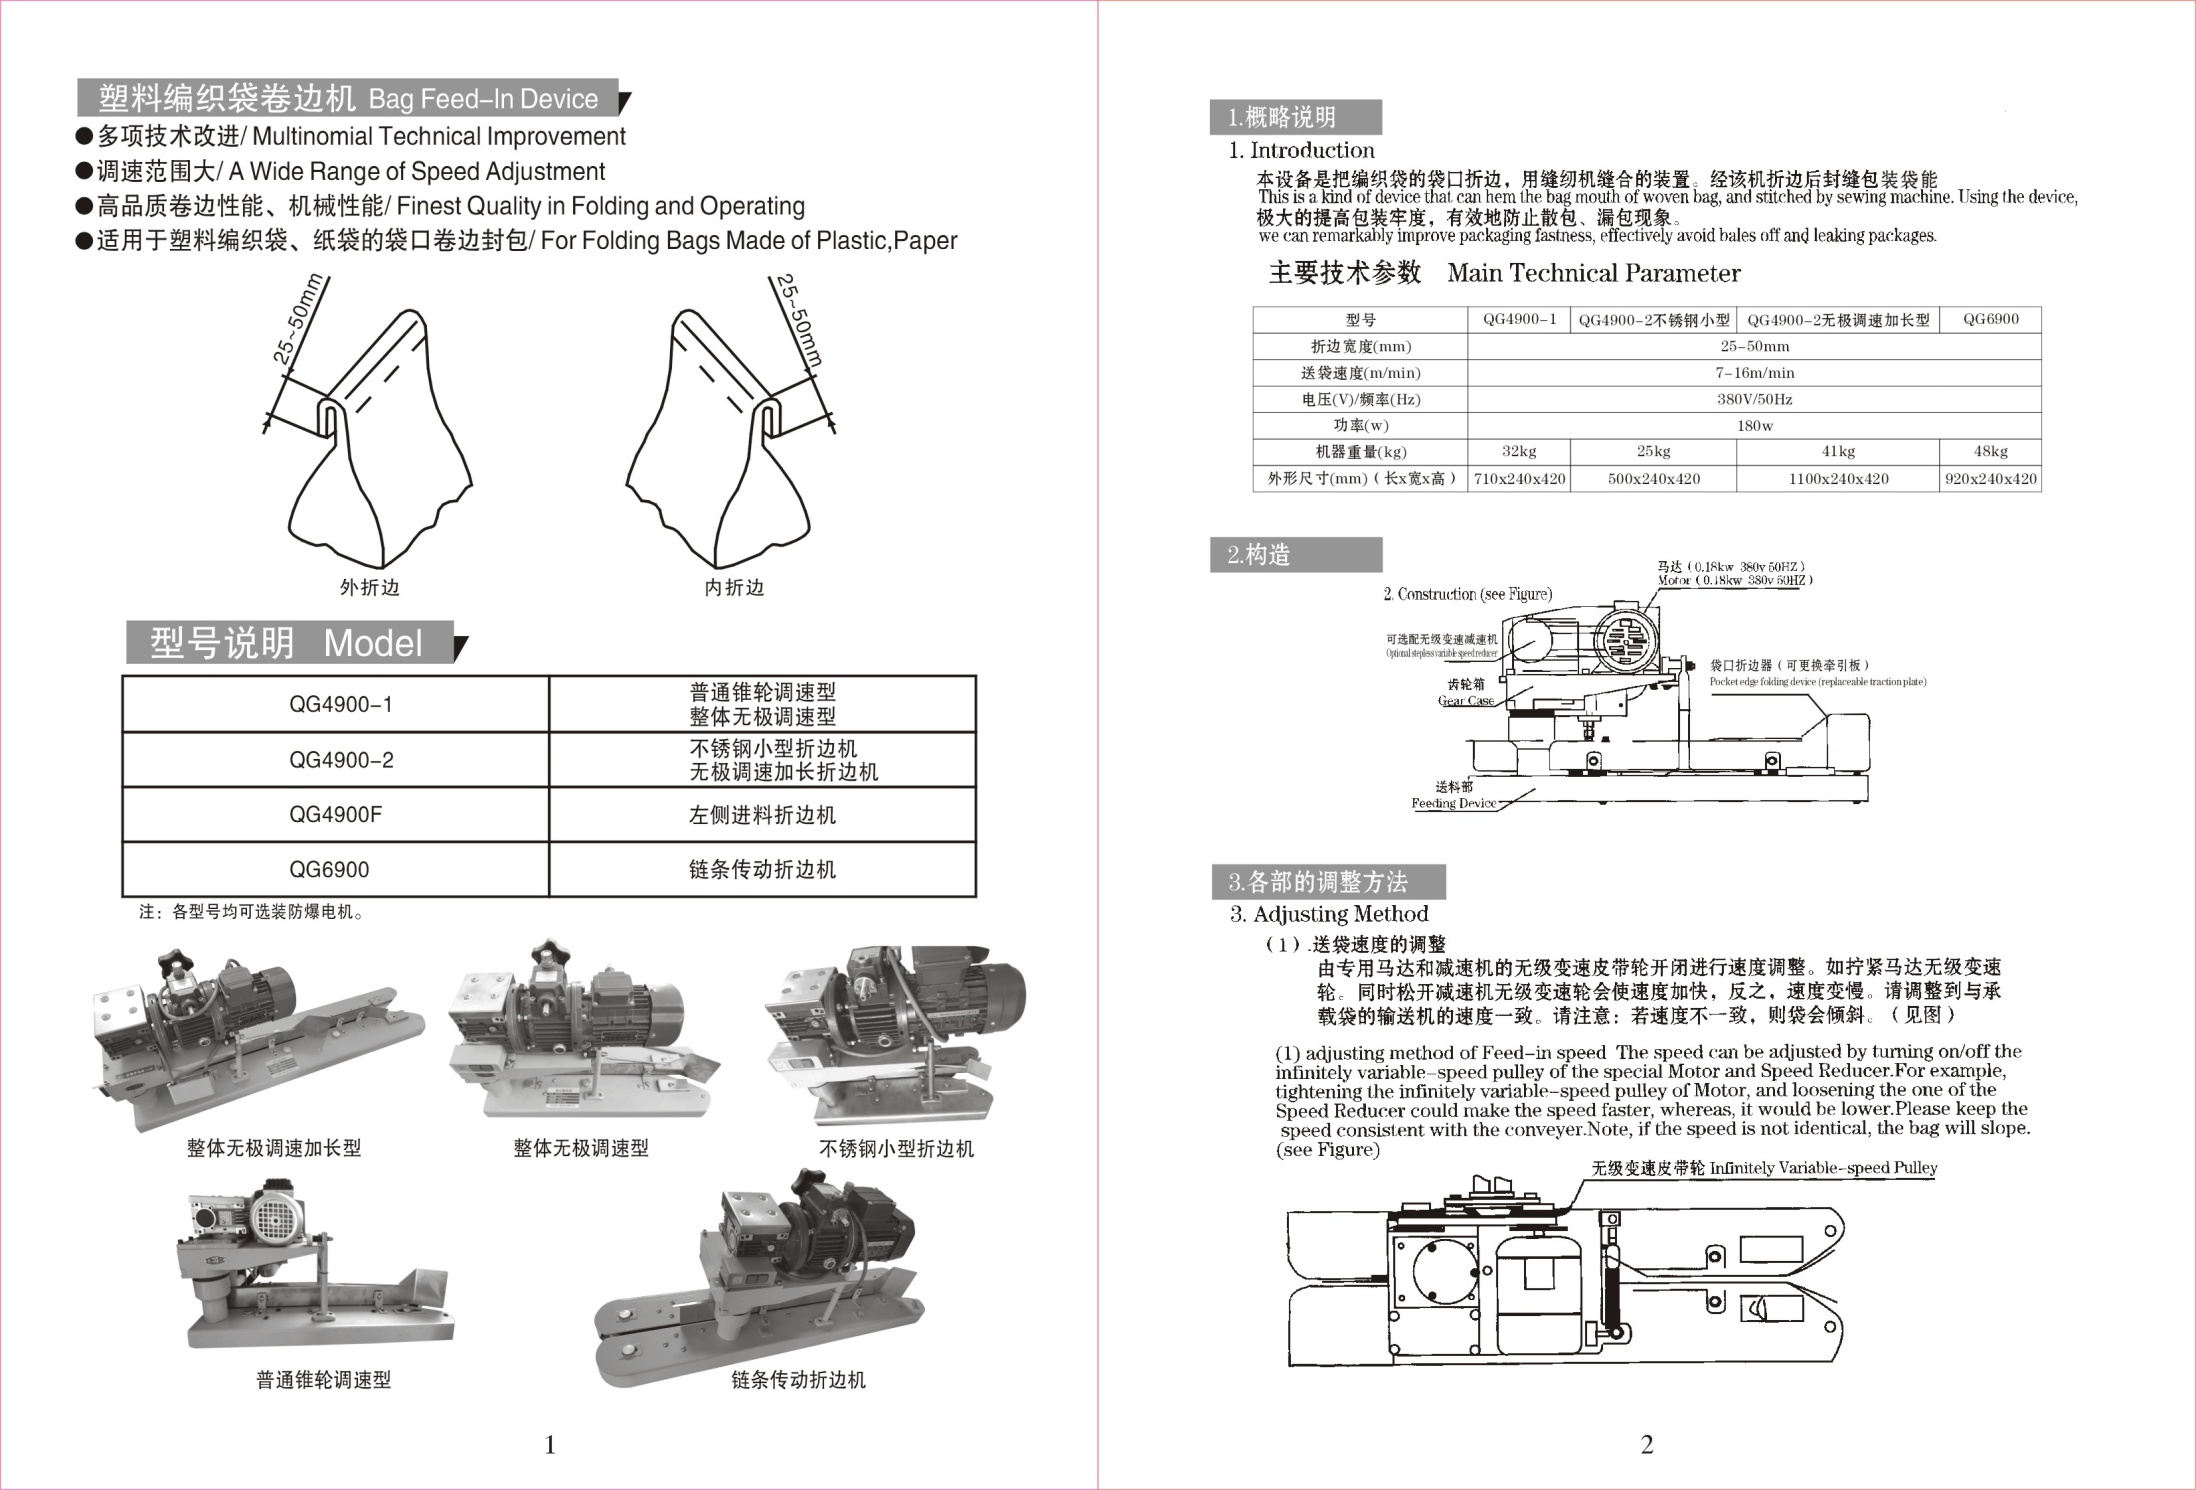 塑料编织袋卷边机 Bag Feed-In Device
●多项技术改进/ Multinomial Technical Improvement
●调速范围大/ A Wide Range of Speed Adjustment
●高品质卷边性能、机械性能/ Finest Quality in Folding and Operating
●适用于塑料编织袋、纸袋的袋口卷边封包/ For Folding Bags Made of Plastic,Paper
25~50mm
25~50mm
外折边
内折边
型号说明 Model
QG4900-1
普通锥轮调速型
整体无极调速型
QG4900-2
不锈钢小型折边机
无极调速加长折边机
QG4900F
左侧进料折边机
QG6900
链条传动折边机
注：各型号均可选装防爆电机。
整体无极调速加长型
整体无极调速型
不锈钢小型折边机
普通锥轮调速型
链条传动折边机
1
1.概略说明
1. Introduction
本设备是把编织袋的袋口折边，用缝纫机缝合的装置。经该机折边后封缝包装袋能
This is a kind of device that can hem the bag mouth of woven bag, and stitched by sewing machine. Using the device,
极大的提高包装牢度，有效地防止散包、漏包现象。
we can remarkably improve packaging fastness, effectively avoid bales off and leaking packages.
主要技术参数 Main Technical Parameter
型号 QG4900-1 QG4900-2不锈钢小型 QG4900-2无极调速加长型 QG6900
折边宽度(mm) 25-50mm
送袋速度(m/min) 7-16m/min
电压(V)/频率(Hz) 380V/50Hz
功率(w) 180w
机器重量(kg) 32kg 25kg 41kg 48kg
外形尺寸(mm)（长x宽x高） 710x240x420 500x240x420 1100x240x420 920x240x420
2.构造
2. Construction (see Figure)
马达（0.18kw 380v 50HZ）
Motor（0.18kw 380v 50HZ）
可选配无级变速减速机
Optional stepless variable speed reducer
齿轮箱
Gear Case
袋口折边器（可更换牵引板）
Pocket edge folding device (replaceable traction plate)
送料部
Feeding Device
3.各部的调整方法
3. Adjusting Method
（1）.送袋速度的调整
由专用马达和减速机的无级变速皮带轮开闭进行速度调整。如拧紧马达无级变速
轮。同时松开减速机无级变速轮会使速度加快，反之，速度变慢。请调整到与承
载袋的输送机的速度一致。请注意：若速度不一致，则袋会倾斜。（见图）
(1) adjusting method of Feed-in speed The speed can be adjusted by turning on/off the
infinitely variable-speed pulley of the special Motor and Speed Reducer.For example,
tightening the infinitely variable-speed pulley of Motor, and loosening the one of the
Speed Reducer could make the speed faster, whereas, it would be lower.Please keep the
speed consistent with the conveyer.Note, if the speed is not identical, the bag will slope.
(see Figure)
无级变速皮带轮 Infinitely Variable-speed Pulley
2